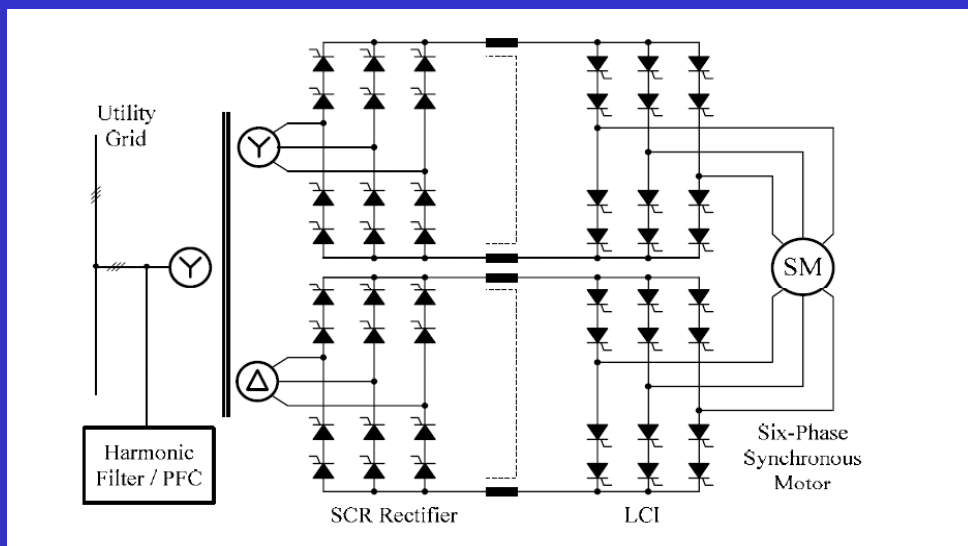 Utility
Grid
Y
Y
SM
Δ
Harmonic
Filter / PFC
Six-Phase
Synchronous
Motor
SCR Rectifier
LCI